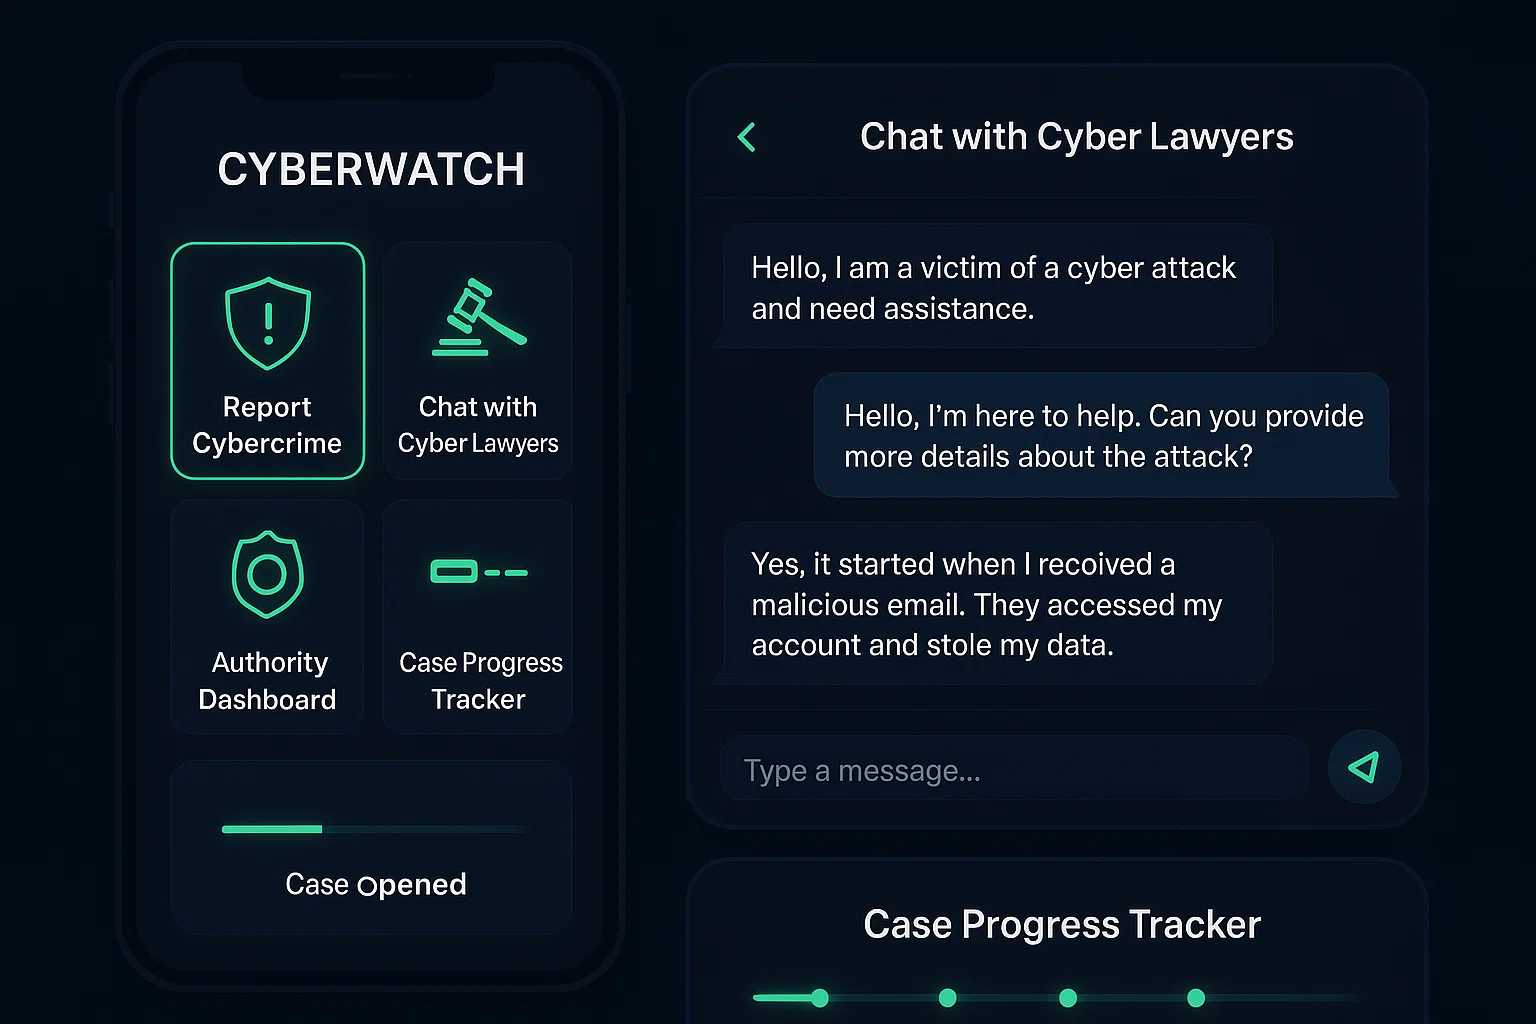 CYBERWATCH
Report
Cybercrime
Chat with
Cyber Lawyers
Authority
Dashboard
Case Progress
Tracker
Case Opened
Chat with Cyber Lawyers
Hello, I am a victim of a cyber attack
and need assistance.
Hello, I'm here to help. Can you provide
more details about the attack?
Yes, it started when I recoived a
malicious email. They accessed my
account and stole my data.
Type a message...
Case Progress Tracker